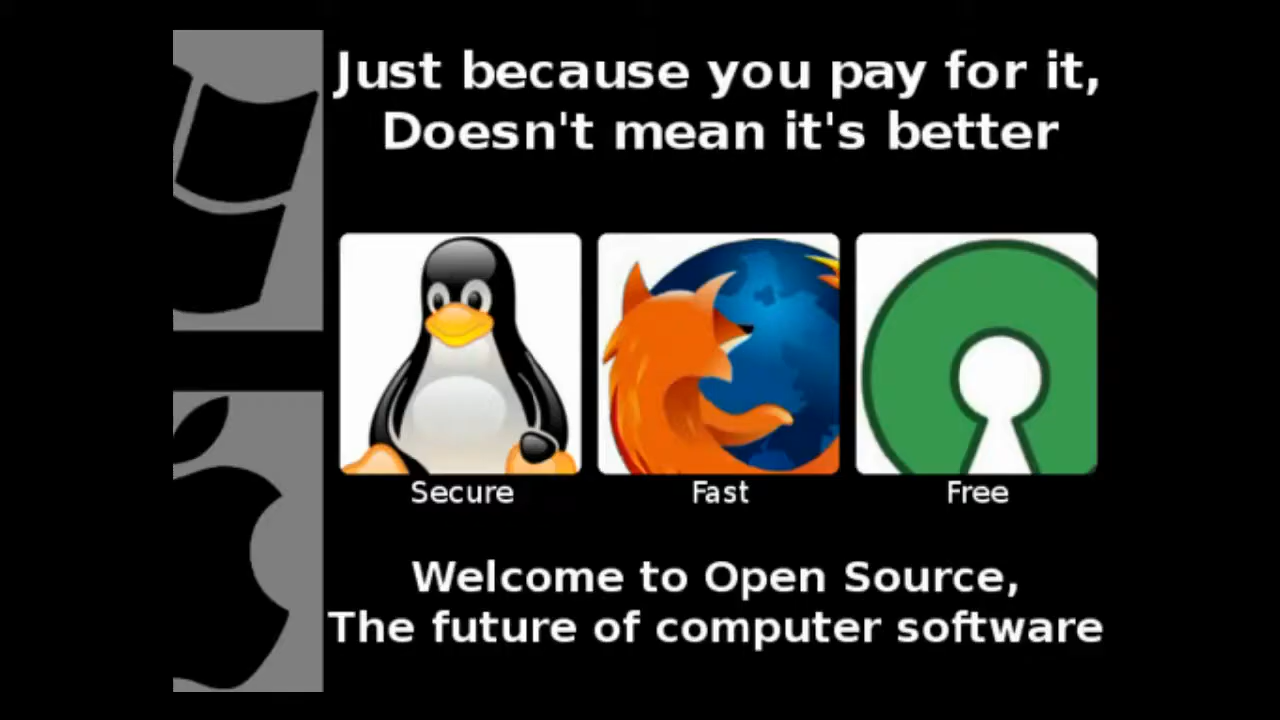 Just because you pay for it,
Doesn't mean it's better
Secure
Fast
Free
Welcome to Open Source,
The future of computer software